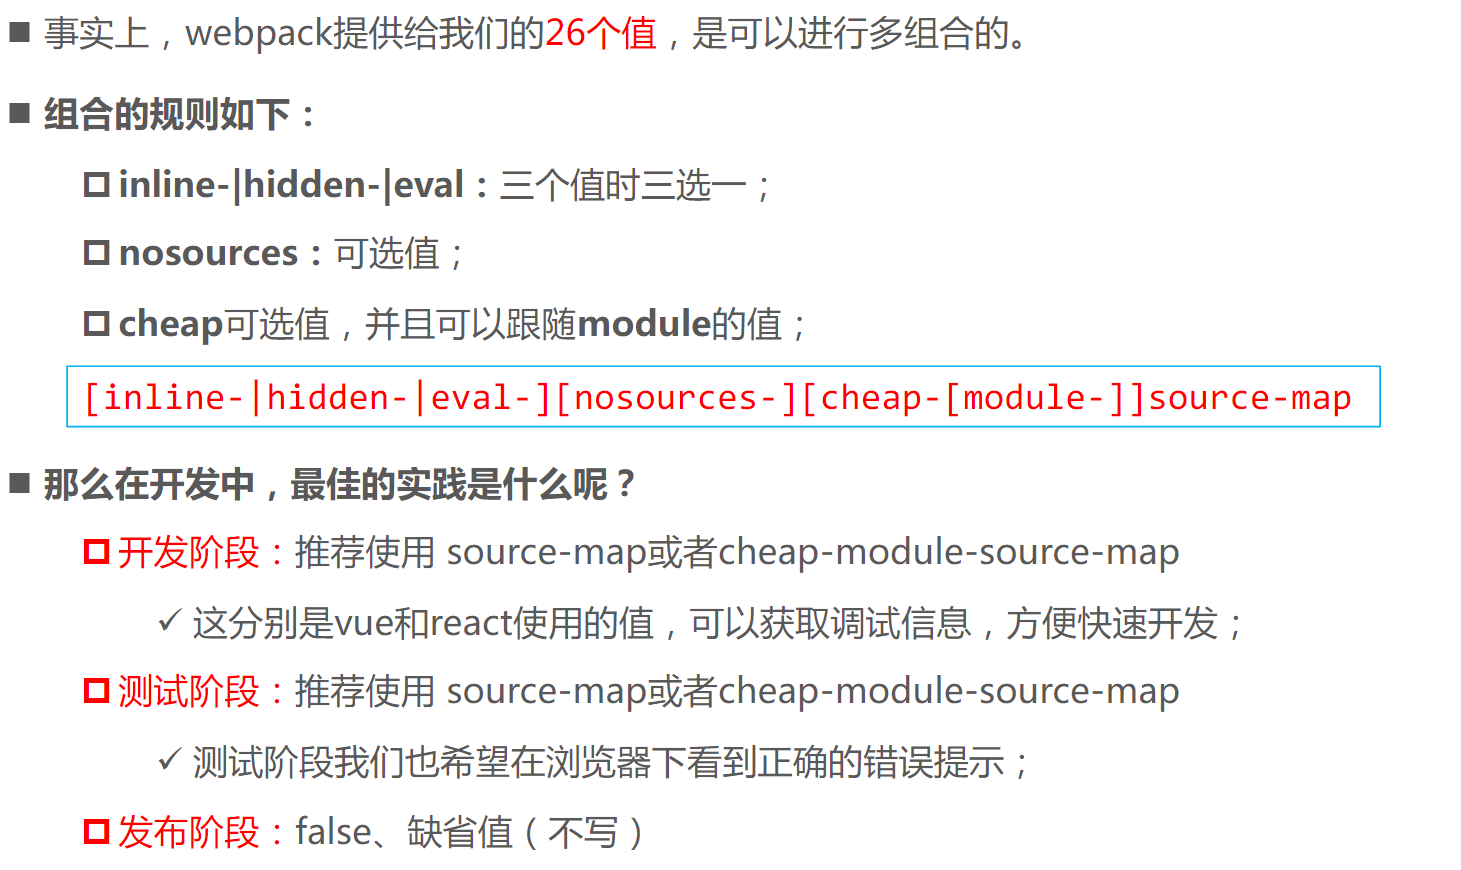 事实上，webpack提供给我们的26个值，是可以进行多组合的。
组合的规则如下：
inline-|hidden-|eval：三个值时三选一；
nosources：可选值；
cheap可选值，并且可以跟随module的值；
[inline-|hidden-|eval-][nosources-][cheap-[module-]]source-map
那么在开发中，最佳的实践是什么呢？
开发阶段：推荐使用 source-map或者cheap-module-source-map
✓ 这分别是vue和react使用的值，可以获取调试信息，方便快速开发；
测试阶段：推荐使用 source-map或者cheap-module-source-map
✓ 测试阶段我们也希望在浏览器下看到正确的错误提示；
发布阶段：false、缺省值（不写）